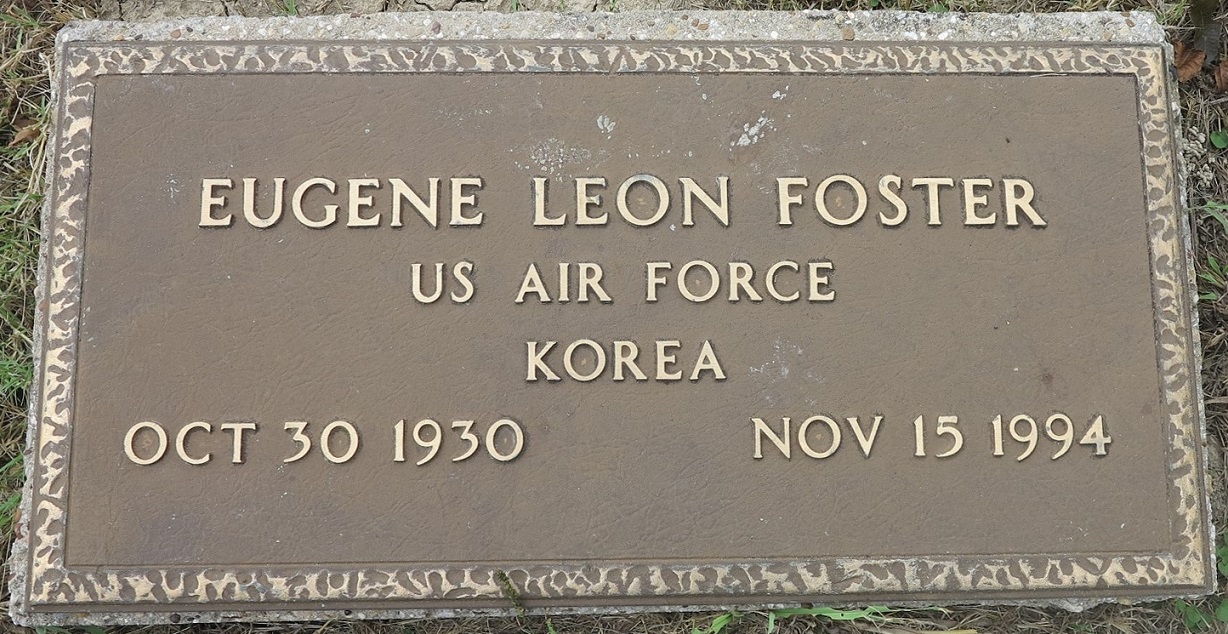 EUGENE LEON FOSTER
US AIR FORCE
KOREA
OCT 30 1930 NOV 15 1994